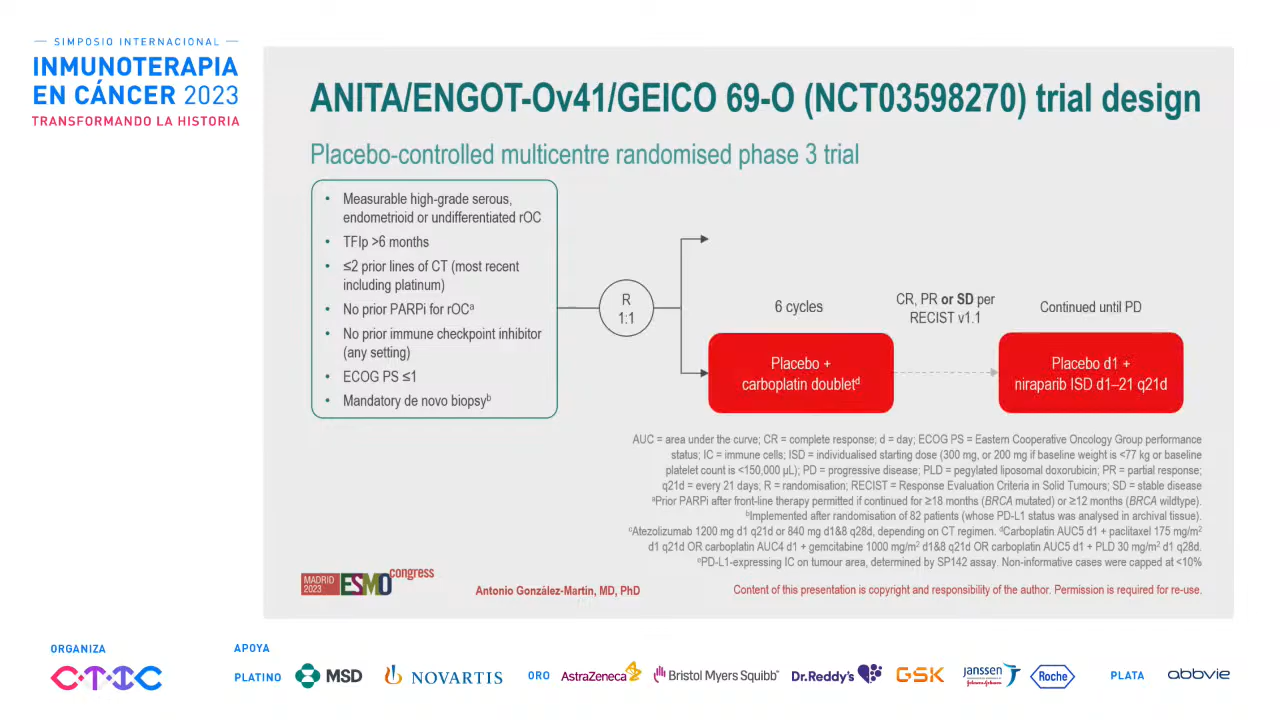 SIMPOSIO INTERNACIONAL
INMUNOTERAPIA
EN CÁNCER 2023
TRANSFORMANDO LA HISTORIA
ANITA/ENGOT-Ov41/GEICO 69-O (NCT03598270) trial design
Placebo-controlled multicentre randomised phase 3 trial
• Measurable high-grade serous,
endometrioid or undifferentiated rOC
• TFIp >6 months
• ≤2 prior lines of CT (most recent
including platinum)
• No prior PARPi for rOCᵃ
• No prior immune checkpoint inhibitor
(any setting)
• ECOG PS ≤1
• Mandatory de novo biopsyᵇ
R
1:1
6 cycles
Placebo +
carboplatin doubletᵈ
CR, PR or SD per
RECIST v1.1
Continued until PD
Placebo d1 +
niraparib ISD d1–21 q21d
AUC = area under the curve; CR = complete response; d = day; ECOG PS = Eastern Cooperative Oncology Group performance
status; IC = immune cells; ISD = individualised starting dose (300 mg, or 200 mg if baseline weight is <77 kg or baseline
platelet count is <150,000 µL); PD = progressive disease; PLD = pegylated liposomal doxorubicin; PR = partial response;
q21d = every 21 days; R = randomisation; RECIST = Response Evaluation Criteria in Solid Tumours; SD = stable disease
ᵃPrior PARPi after front-line therapy permitted if continued for ≥18 months (BRCA mutated) or ≥12 months (BRCA wildtype).
ᵇImplemented after randomisation of 82 patients (whose PD-L1 status was analysed in archival tissue).
ᶜAtezolizumab 1200 mg d1 q21d or 840 mg d1&8 q28d, depending on CT regimen. ᵈCarboplatin AUC5 d1 + paclitaxel 175 mg/m²
d1 q21d OR carboplatin AUC4 d1 + gemcitabine 1000 mg/m² d1&8 q21d OR carboplatin AUC5 d1 + PLD 30 mg/m² d1 q28d.
ᵉPD-L1-expressing IC on tumour area, determined by SP142 assay. Non-informative cases were capped at <10%
MADRID
2023
ESMO congress
Antonio González-Martín, MD, PhD
Content of this presentation is copyright and responsibility of the author. Permission is required for re-use.
ORGANIZA
CTIC
APOYA
PLATINO
MSD
NOVARTIS
ORO
AstraZeneca
Bristol Myers Squibb
Dr.Reddy's
GSK
Janssen
Johnson&Johnson
Roche
PLATA
abbvie